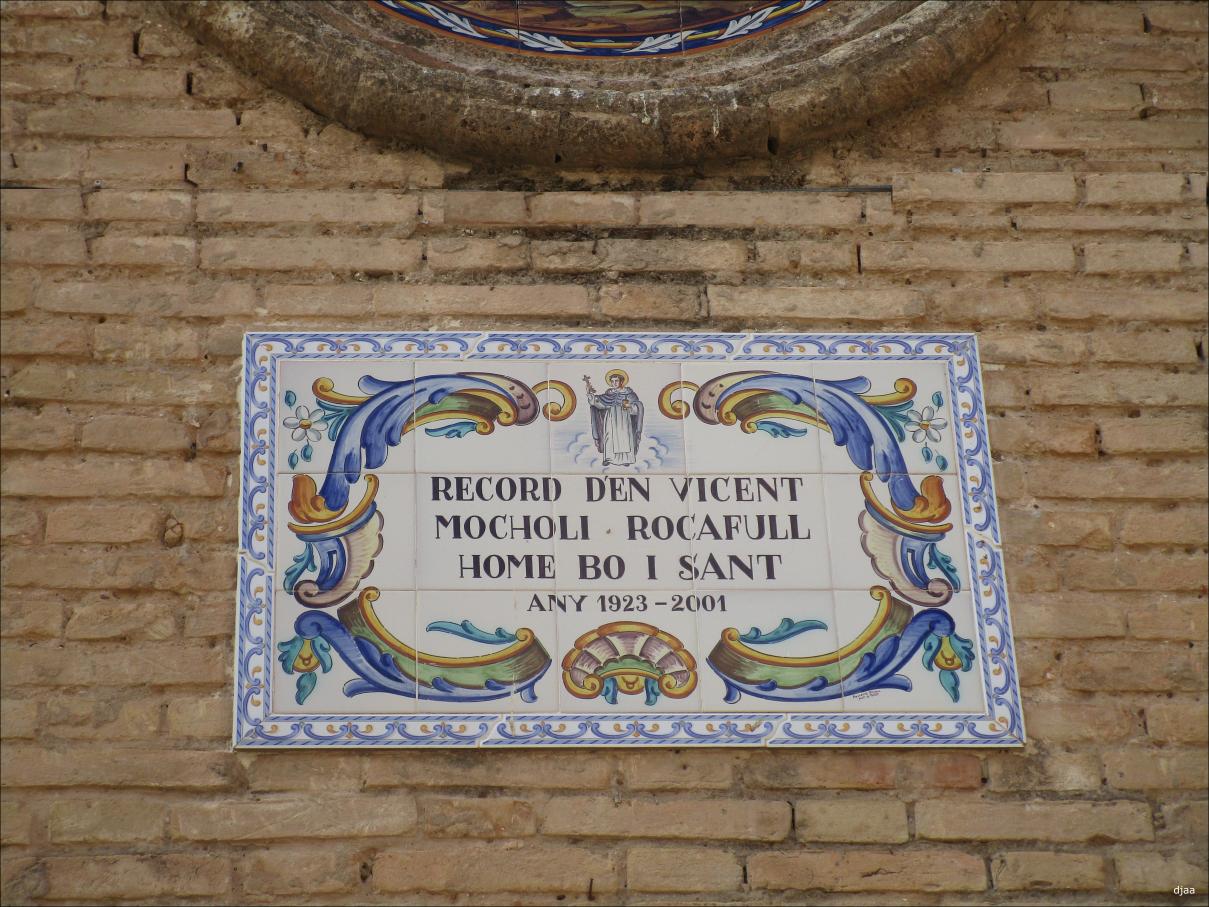 RECORD D'EN VICENT
MOCHOLI ROCAFULL
HOME BO I SANT
ANY 1923-2001
djaa